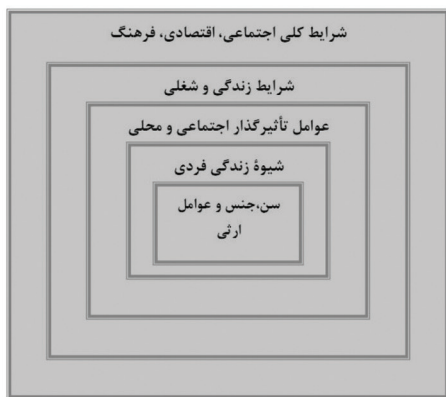 شرایط کلی اجتماعی، اقتصادی، فرهنگ
شرایط زندگی و شغلی
عوامل تأثیرگذار اجتماعی و محلی
شیوهٔ زندگی فردی
سن،جنس و عوامل
ارثی